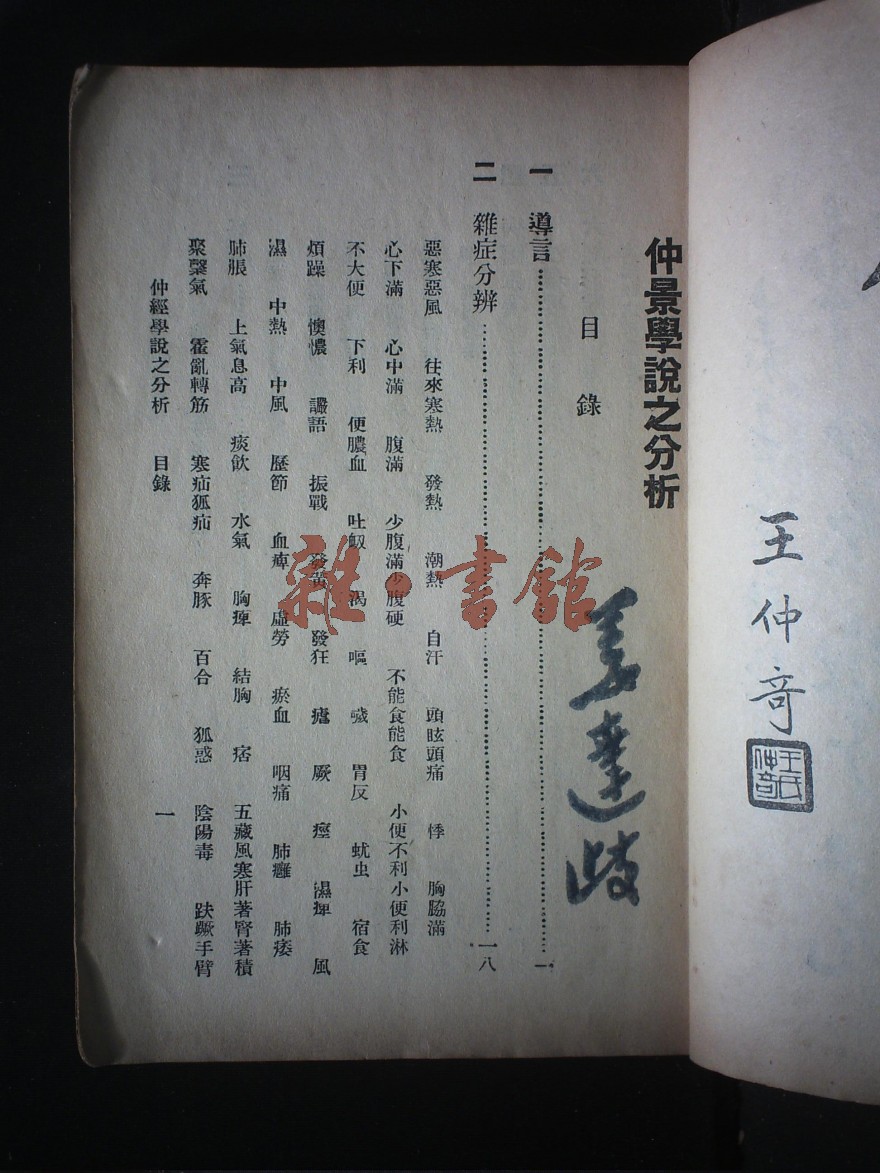 王仲奇
王氏仲奇
仲景學說之分析
目錄
一 導言……一
二 雜症分辨……一八
惡寒惡風 往來寒熱 發熱 潮熱 自汗 頭眩頭痛 悸 胸脇滿
心下滿 心中滿 腹滿 少腹滿少腹硬 不能食能食 小便不利小便利淋
不大便 下利 便膿血 吐衄 渴 嘔 噦 胃反 蚘虫 宿食
煩躁 懊憹 讝語 振戰 發黃 發狂 瘧 厥 痙 濕痺 風
濕 中熱 中風 歷節 血痺 虛勞 瘀血 咽痛 肺癰 肺痿
肺脹 上氣息高 痰飲 水氣 胸痺 結胸 痞 五藏風寒肝著腎著積
聚䅽氣 霍亂轉筋 寒疝狐疝 奔豚 百合 狐惑 陰陽毒 趺蹶手臂
仲經學說之分析 目錄 一
雜·書館